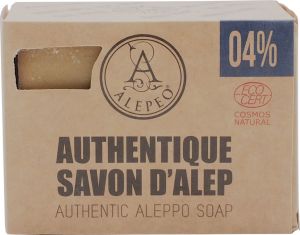 04%
A
ALEPEO
ECO
CERT
COSMOS
NATURAL
AUTHENTIQUE
SAVON D'ALEP
AUTHENTIC ALEPPO SOAP